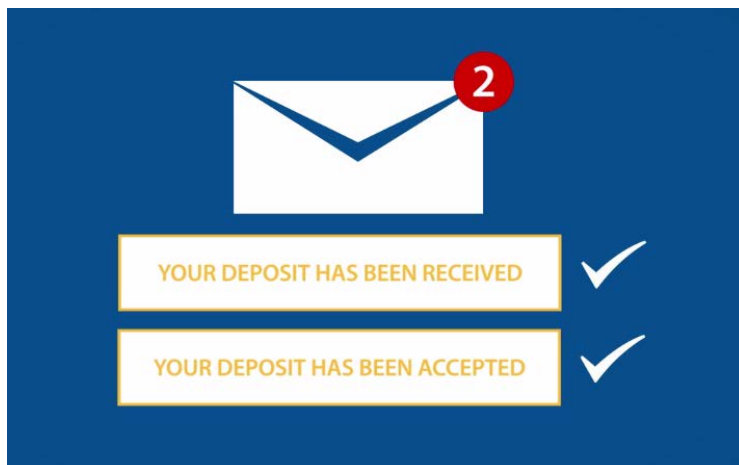 2
YOUR DEPOSIT HAS BEEN RECEIVED
YOUR DEPOSIT HAS BEEN ACCEPTED